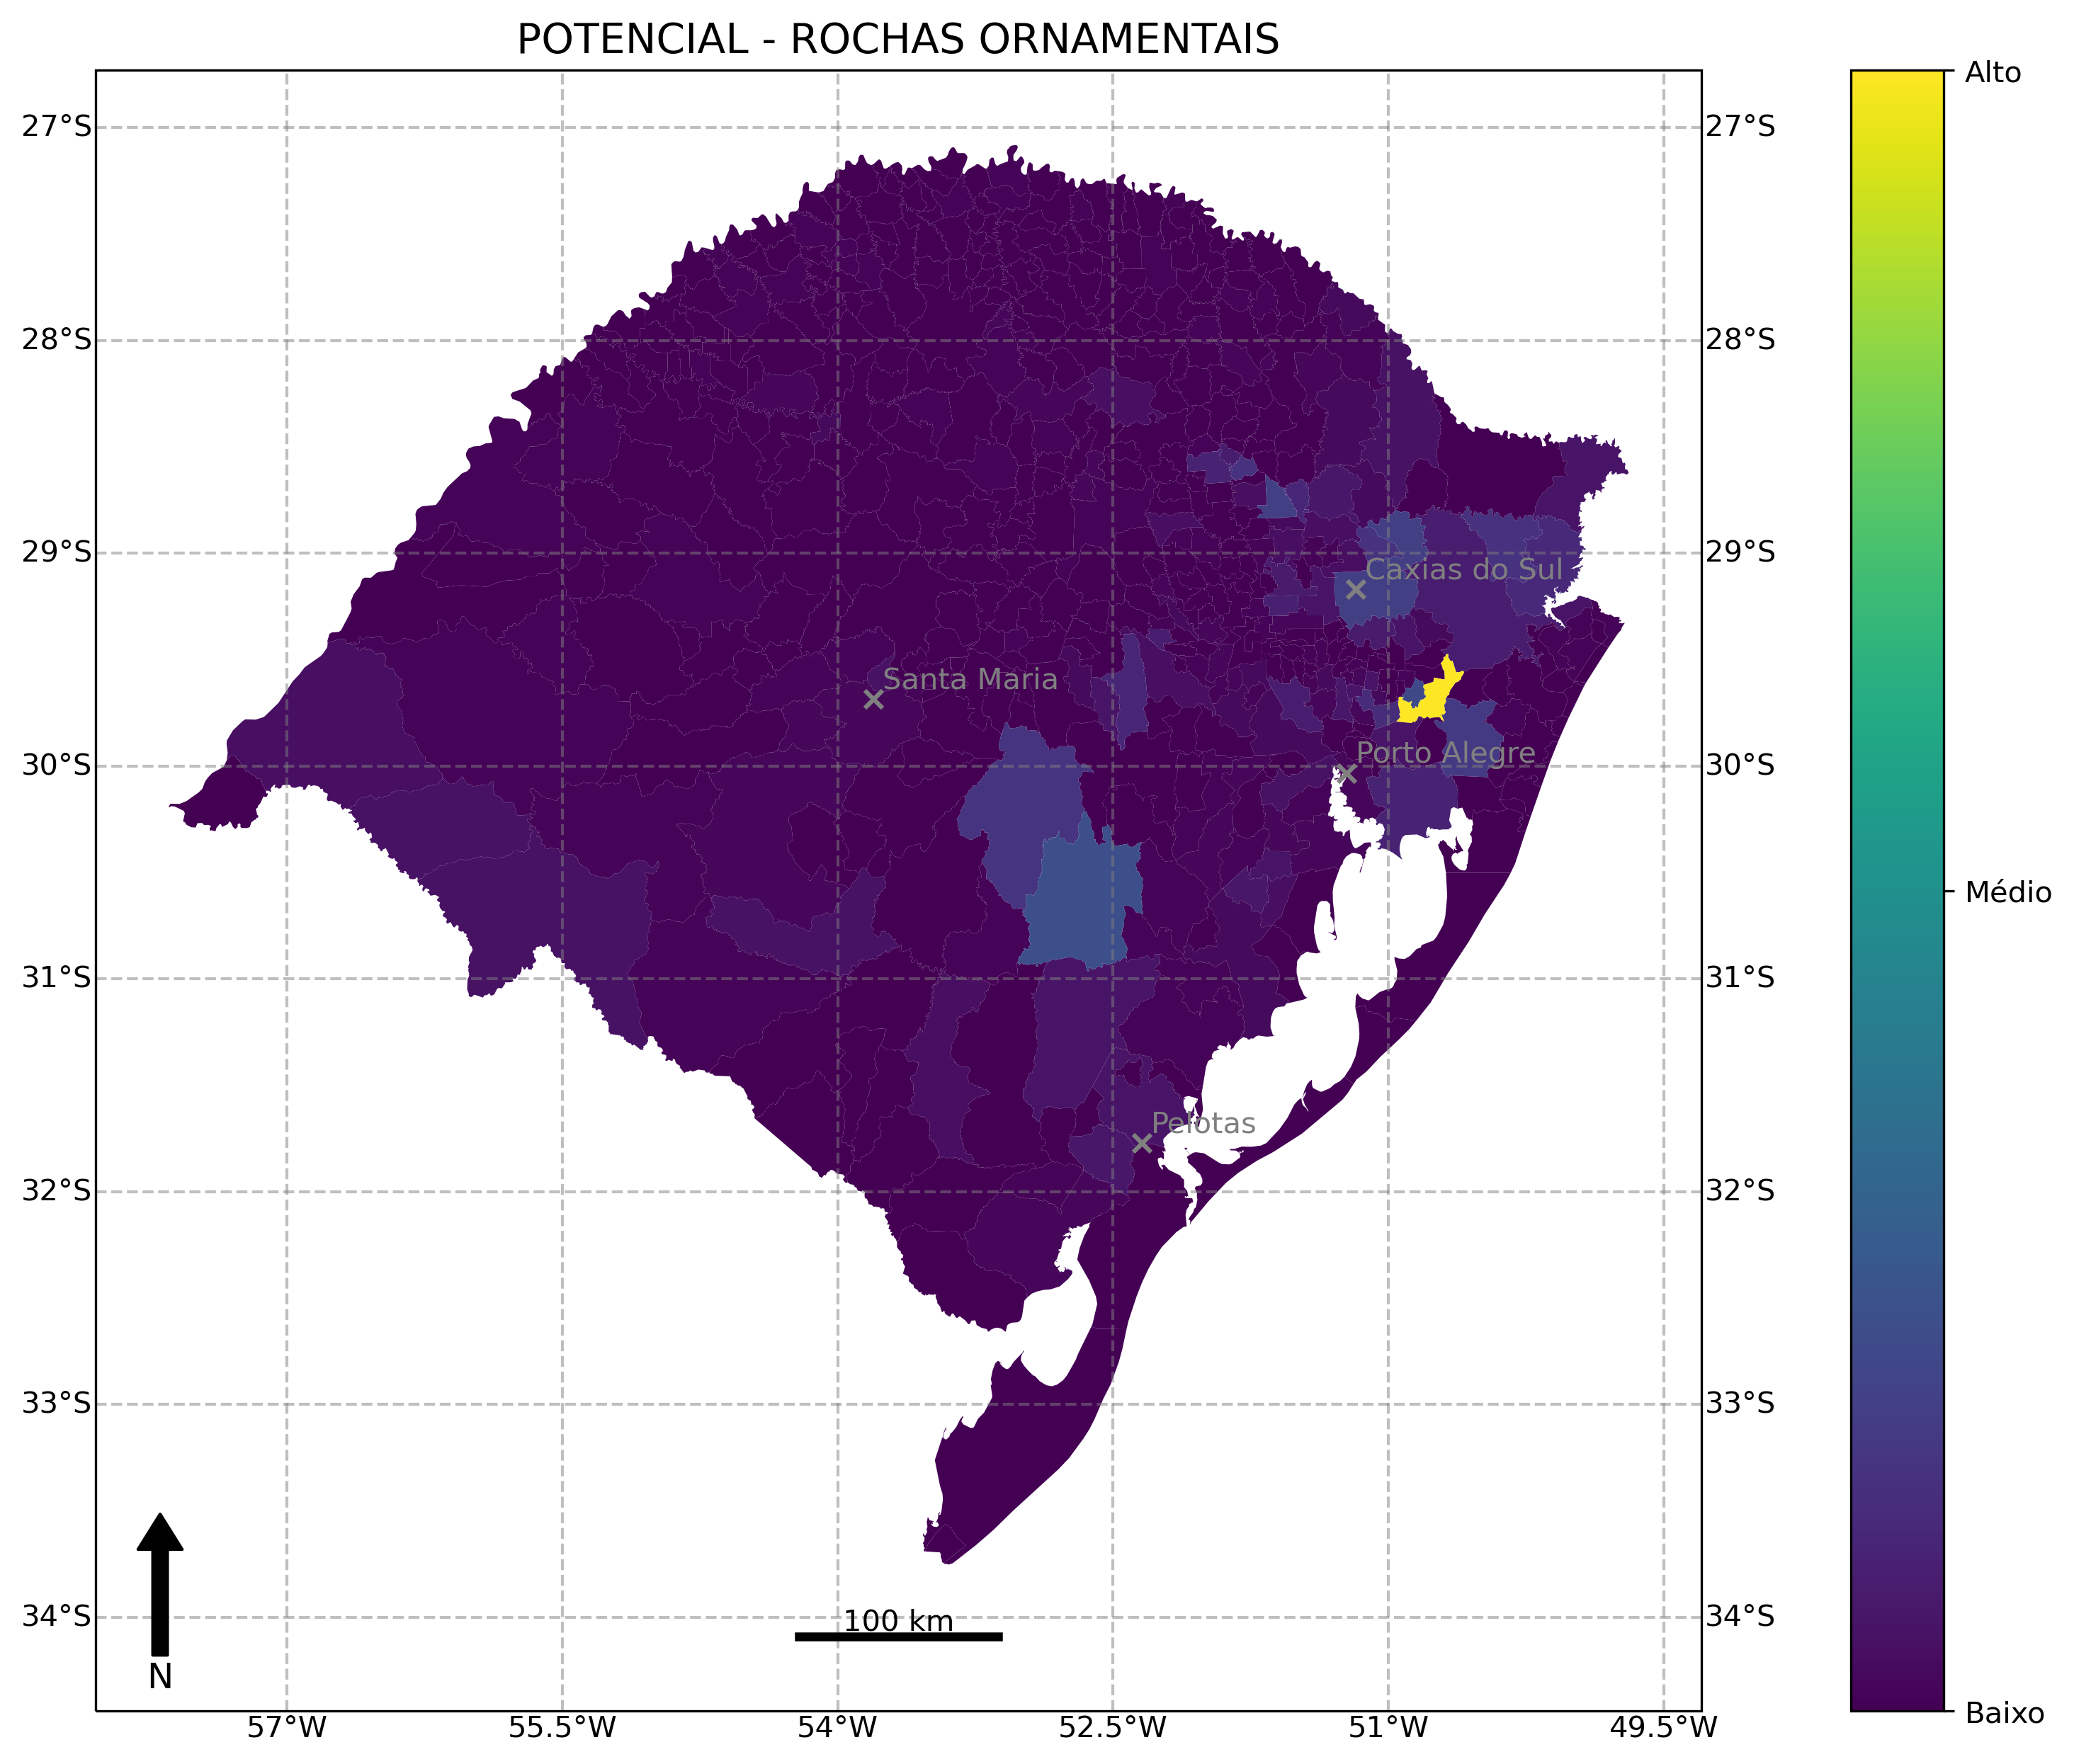 POTENCIAL - ROCHAS ORNAMENTAIS
Alto
27°S 27°S
28°S 28°S
29°S 29°S
Caxias do Sul
Santa Maria
Porto Alegre
30°S 30°S
Médio
31°S 31°S
Pelotas
32°S 32°S
33°S 33°S
34°S 34°S
100 km
N
Baixo
57°W 55.5°W 54°W 52.5°W 51°W 49.5°W